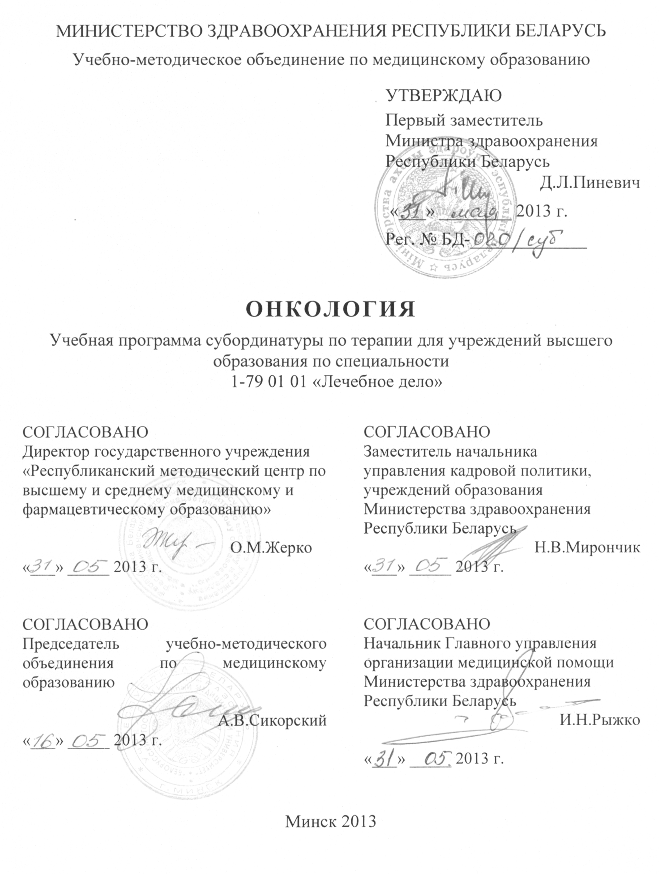 МИНИСТЕРСТВО ЗДРАВООХРАНЕНИЯ РЕСПУБЛИКИ БЕЛАРУСЬ
Учебно-методическое объединение по медицинскому образованию
УТВЕРЖДАЮ
Первый заместитель
Министра здравоохранения
Республики Беларусь
Д.Л.Пиневич
«31» мая 2013 г.
Рег. № БД-020/суб
ОНКОЛОГИЯ
Учебная программа субординатуры по терапии для учреждений высшего
образования по специальности
1-79 01 01 «Лечебное дело»
СОГЛАСОВАНО
Директор государственного учреждения
«Республиканский методический центр по
высшему и среднему медицинскому и
фармацевтическому образованию»
О.М.Жерко
«31» 05 2013 г.
СОГЛАСОВАНО
Заместитель начальника
управления кадровой политики,
учреждений образования
Министерства здравоохранения
Республики Беларусь
Н.В.Мирончик
«31» 05 2013 г.
СОГЛАСОВАНО
Председатель учебно-методического
объединения по медицинскому
образованию
А.В.Сикорский
«16» 05 2013 г.
СОГЛАСОВАНО
Начальник Главного управления
организации медицинской помощи
Министерства здравоохранения
Республики Беларусь
И.Н.Рыжко
«31» 05. 2013 г.
Минск 2013